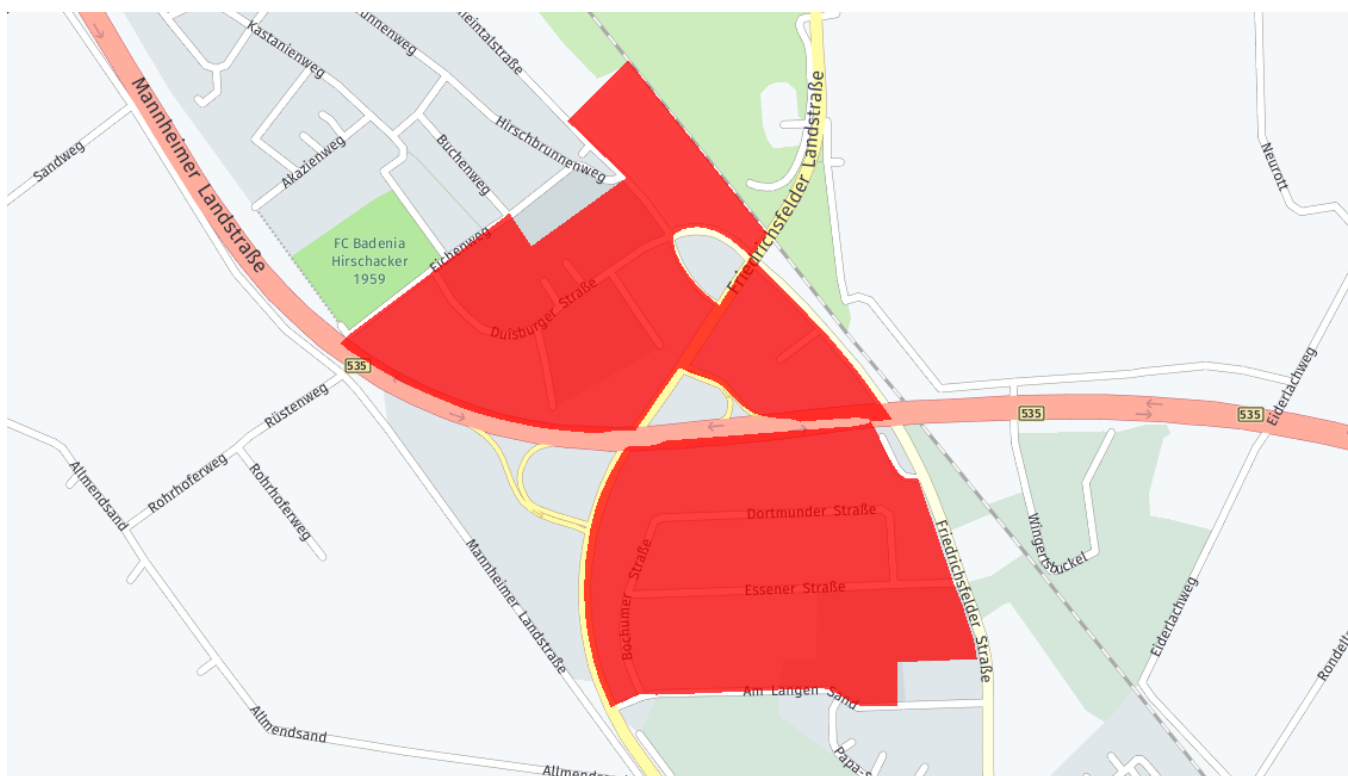 Kastanienweg
Hirschbrunnenweg
Mannheimer Landstraße
Sandweg
Akazienweg
Buchenweg
Friedrichsfelder Landstraße
Neurott
FC Badenia
Hirschacker
1959
Eichenweg
Duisburger Straße
535
535
535
Rüstenweg
Eiderlachweg
Allmendsand
Rohrhoferweg
Rohrhoferweg
Mannheimer Landstraße
Dortmunder Straße
Bochumer Straße
Essener Straße
Friedrichsfelder Straße
Wingertsbuckel
Eiderlachweg
Am Langen Sand
Allmendsand